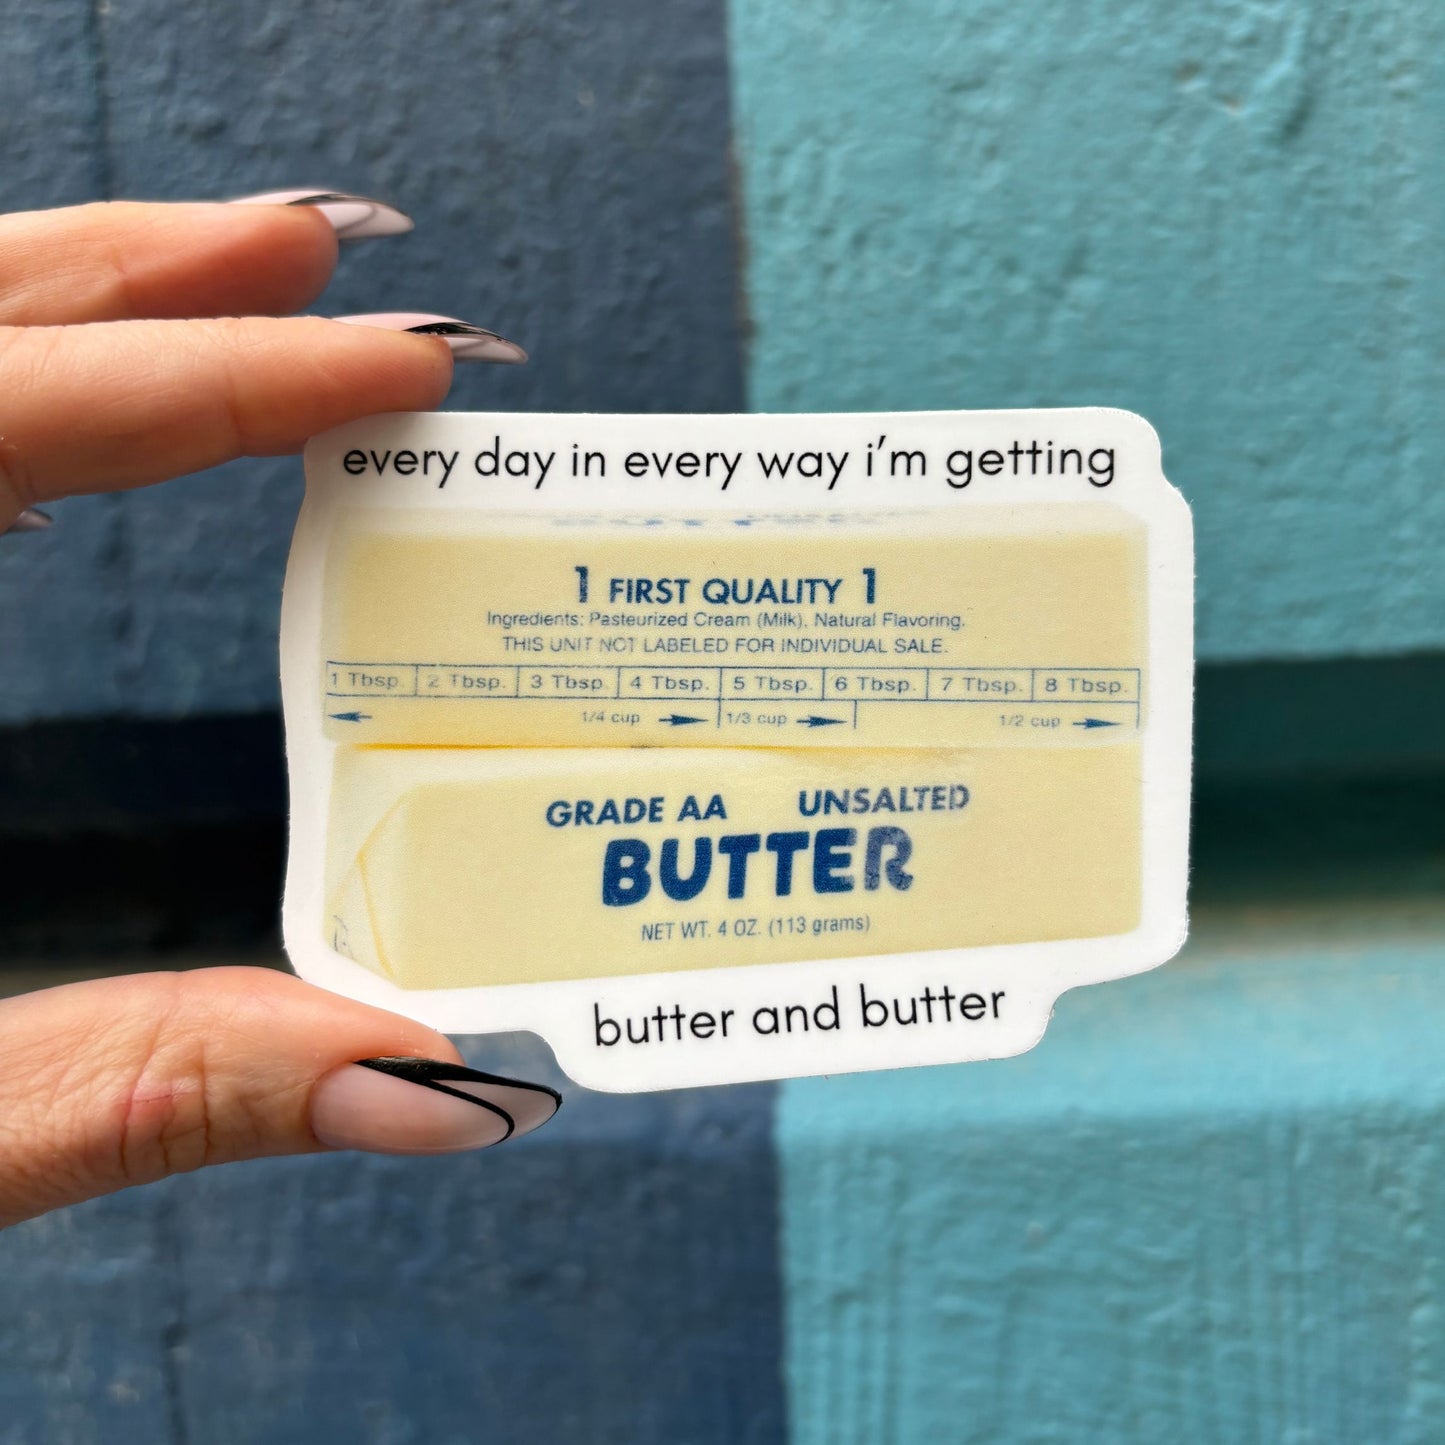 every day in every way i'm getting
1 FIRST QUALITY 1
Ingredients: Pasteurized Cream (Milk), Natural Flavoring.
THIS UNIT NOT LABELED FOR INDIVIDUAL SALE.
1 Tbsp. 2 Tbsp. 3 Tbsp. 4 Tbsp. 5 Tbsp. 6 Tbsp. 7 Tbsp. 8 Tbsp.
1/4 cup 1/3 cup 1/2 cup
GRADE AA UNSALTED
BUTTER
NET WT. 4 OZ. (113 grams)
butter and butter